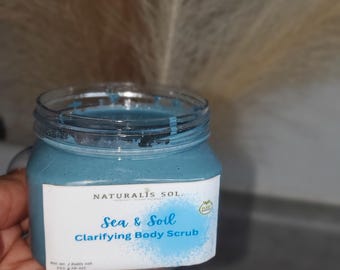 NATURALIS SOL
Sea & Soil
Clarifying Body Scrub